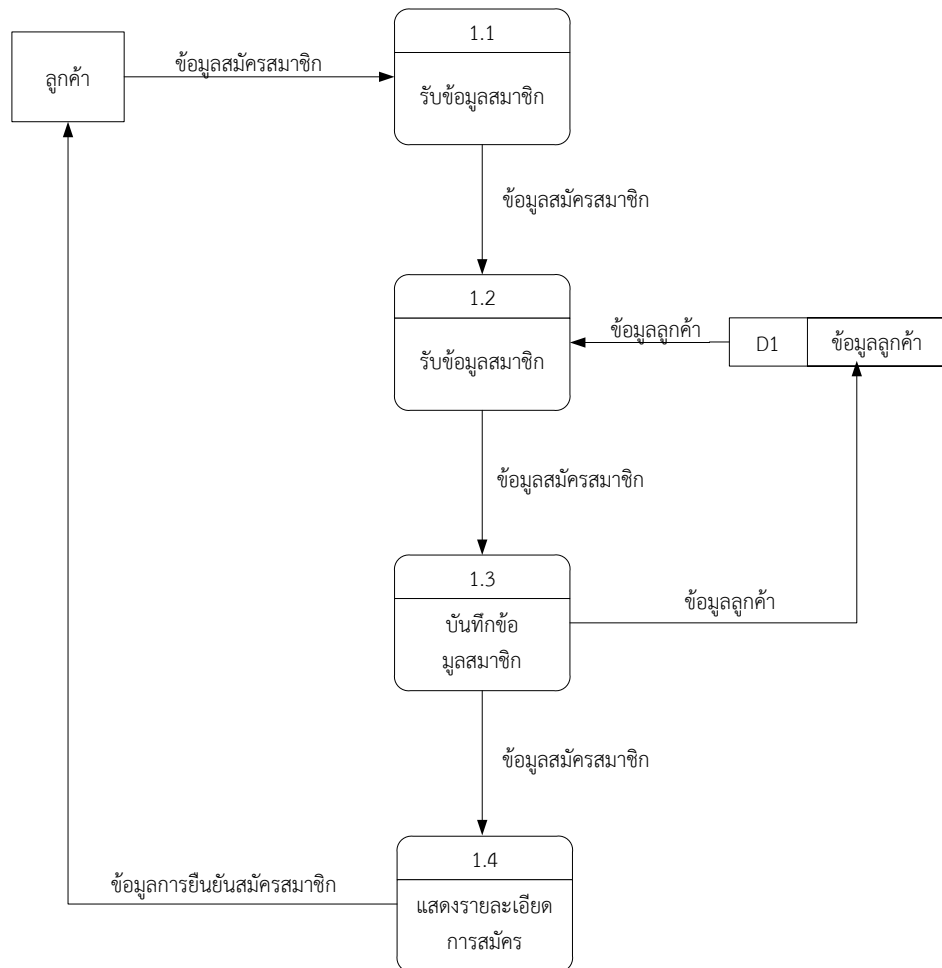 1.1
ลูกค้า
ข้อมูลสมัครสมาชิก
รับข้อมูลสมาชิก
ข้อมูลสมัครสมาชิก
1.2
ข้อมูลลูกค้า
D1
ข้อมูลลูกค้า
รับข้อมูลสมาชิก
ข้อมูลสมัครสมาชิก
1.3
บันทึกข้อ
มูลสมาชิก
ข้อมูลลูกค้า
ข้อมูลสมัครสมาชิก
1.4
ข้อมูลการยืนยันสมัครสมาชิก
แสดงรายละเอียด
การสมัคร